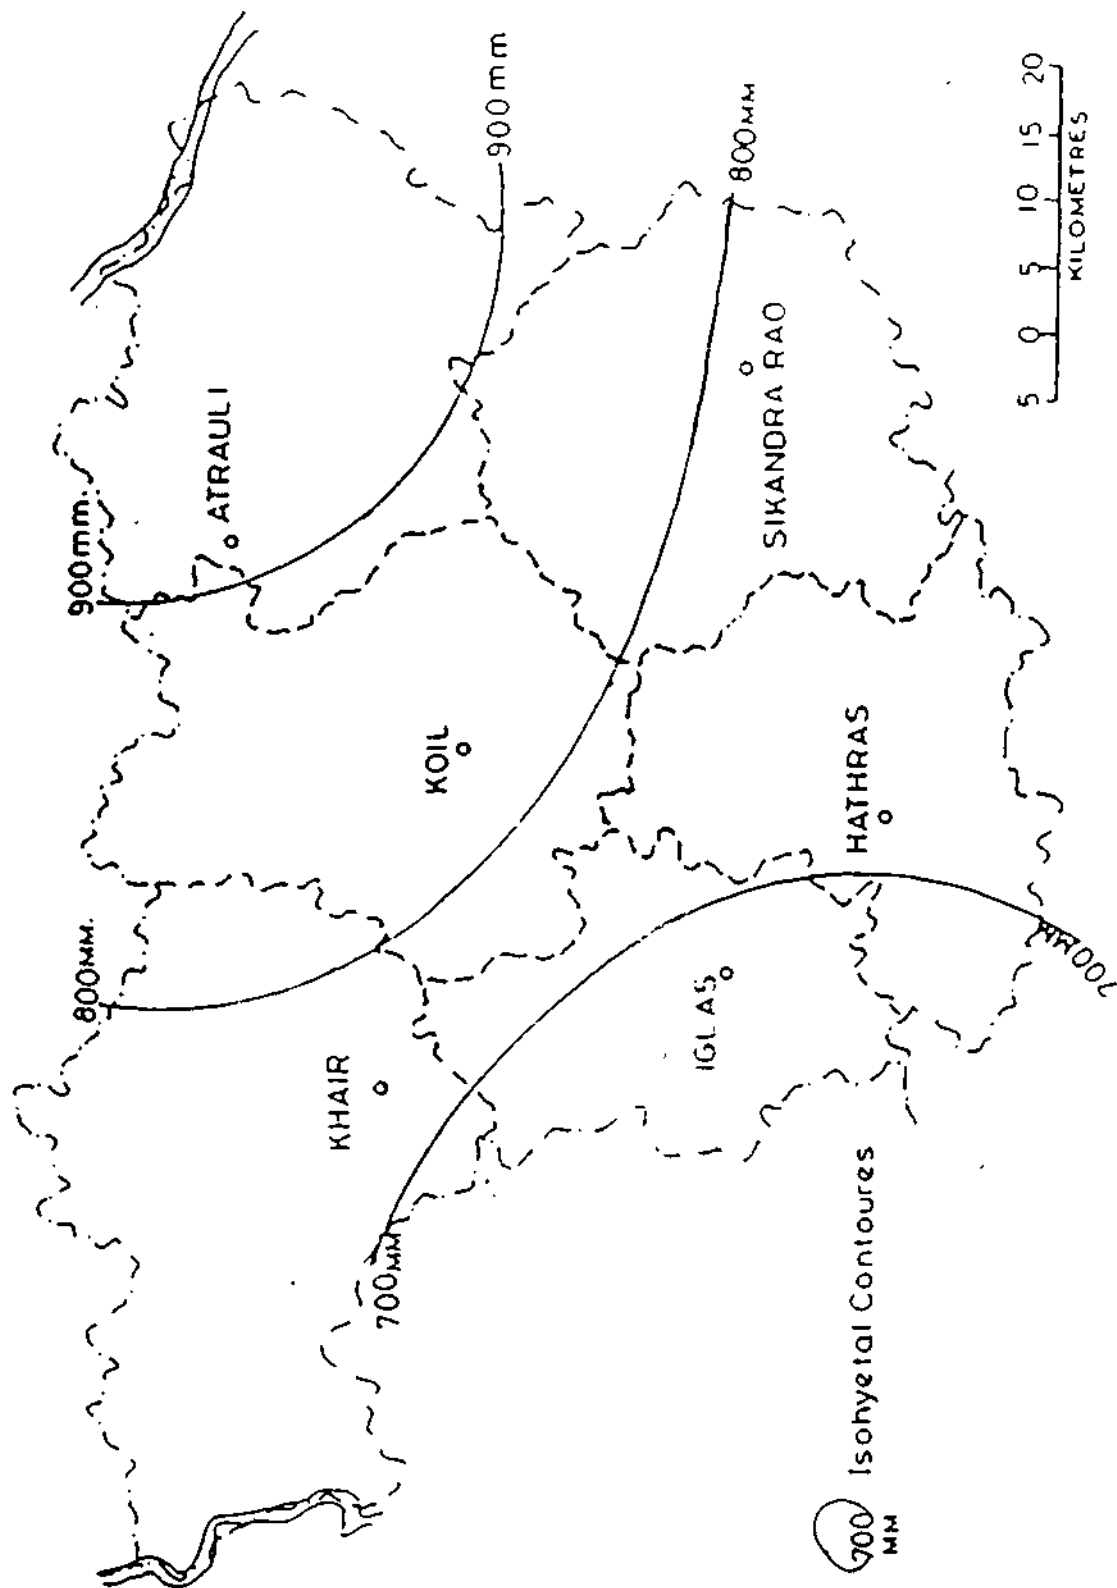 900mm.
ATRAULI
900mm
800MM.
KOIL
800MM
KHAIR
SIKANDRA RAO
700MM
IGLAS
HATHRAS
700MM
700
MM
Isohyetal Contoures
5 0 5 10 15 20
KILOMETRES